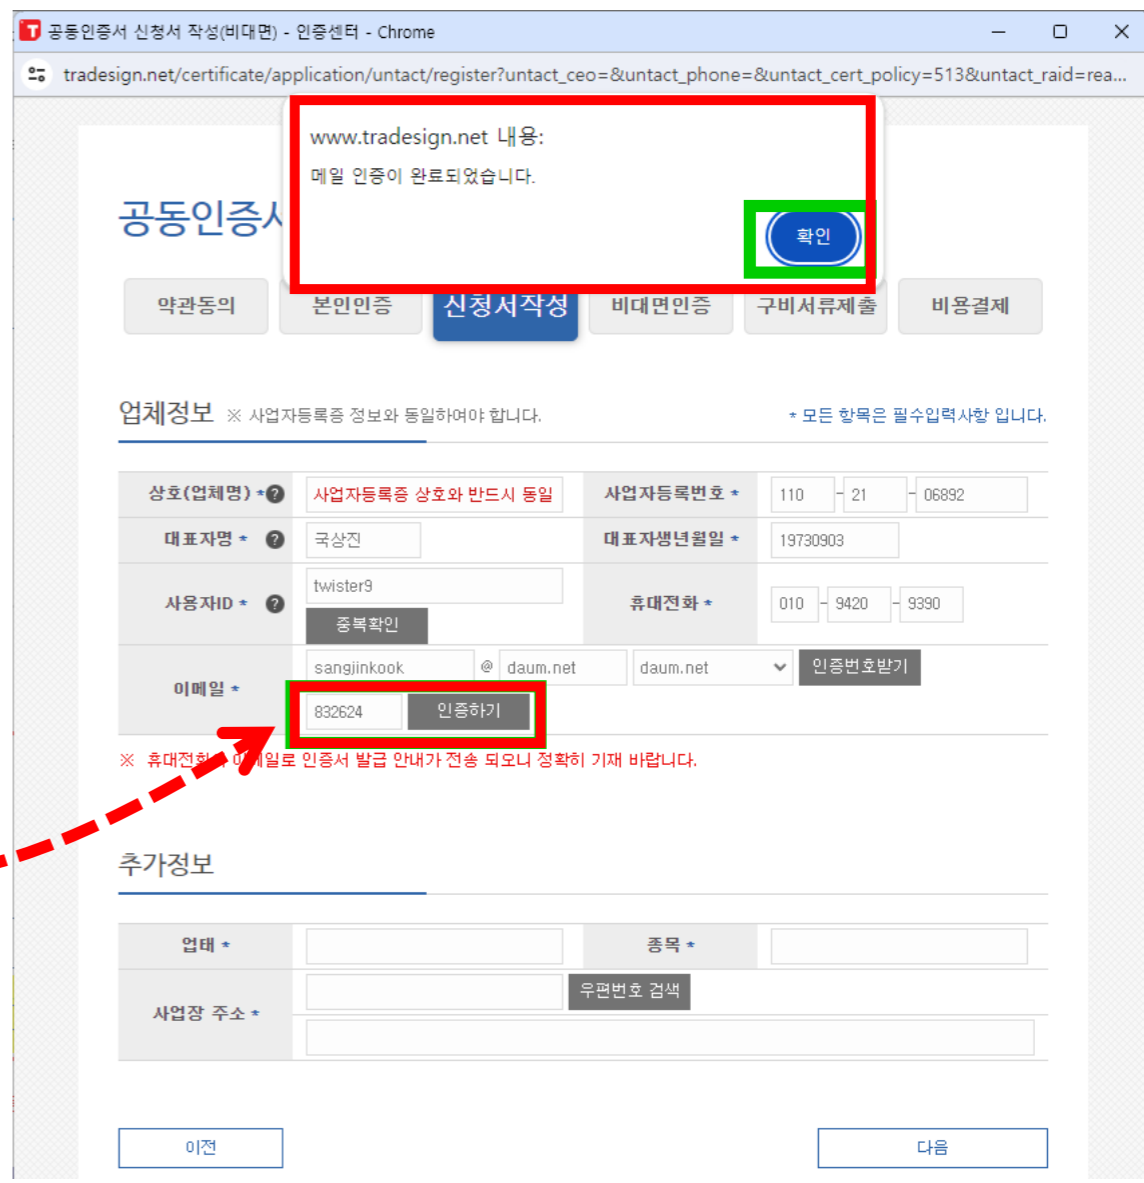 공동인증서 신청서 작성(비대면) - 인증센터 - Chrome
tradesign.net/certificate/application/untact/register?untact_ceo=&untact_phone=&untact_cert_policy=513&untact_raid=rea...
www.tradesign.net 내용:
메일 인증이 완료되었습니다.
확인
공동인증서
약관동의 본인인증 신청서작성 비대면인증 구비서류제출 비용결제
업체정보 ※ 사업자등록증 정보와 동일하여야 합니다. * 모든 항목은 필수입력사항 입니다.
상호(업체명) * ? 사업자등록증 상호와 반드시 동일 사업자등록번호 * 110 - 21 - 06892
대표자명 * ? 국상진 대표자생년월일 * 19730903
사용자ID * ? twister9 휴대전화 * 010 - 9420 - 9390
중복확인
이메일 * sangjinkook @ daum.net daum.net 인증번호받기
832624 인증하기
※ 휴대전화 이메일로 인증서 발급 안내가 전송 되오니 정확히 기재 바랍니다.
추가정보
업태 * 종목 *
사업장 주소 * 우편번호 검색
이전 다음